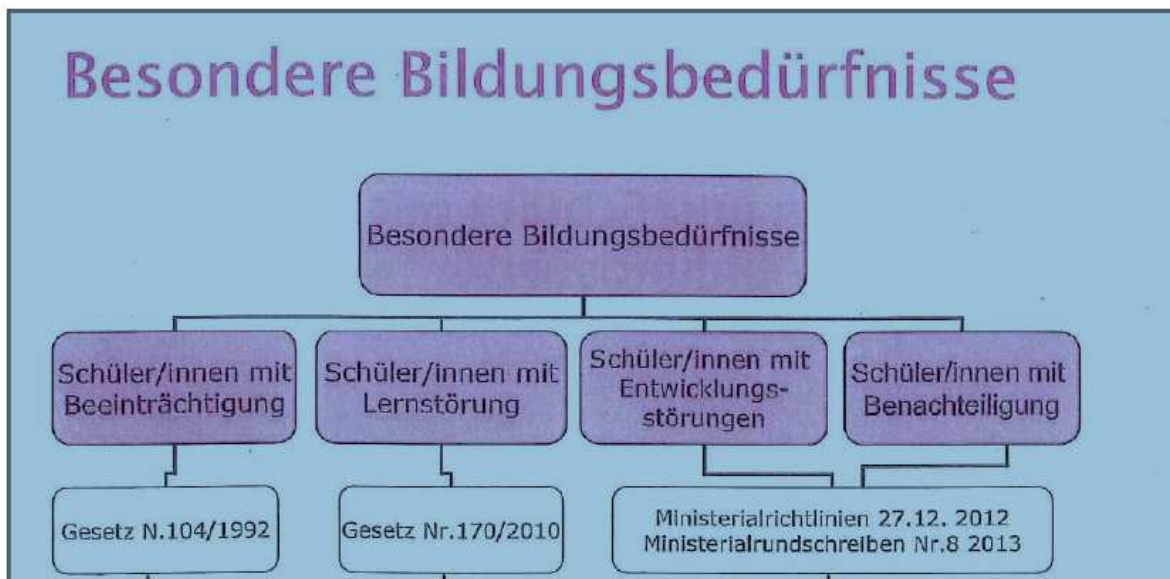 Besondere Bildungsbedürfnisse
Besondere Bildungsbedürfnisse
Schüler/innen mit
Beeinträchtigung
Schüler/innen mit
Lernstörung
Schüler/innen mit
Entwicklungs-
störungen
Schüler/innen mit
Benachteiligung
Gesetz N.104/1992
Gesetz Nr.170/2010
Ministerialrichtlinien 27.12. 2012
Ministerialrundschreiben Nr.8 2013